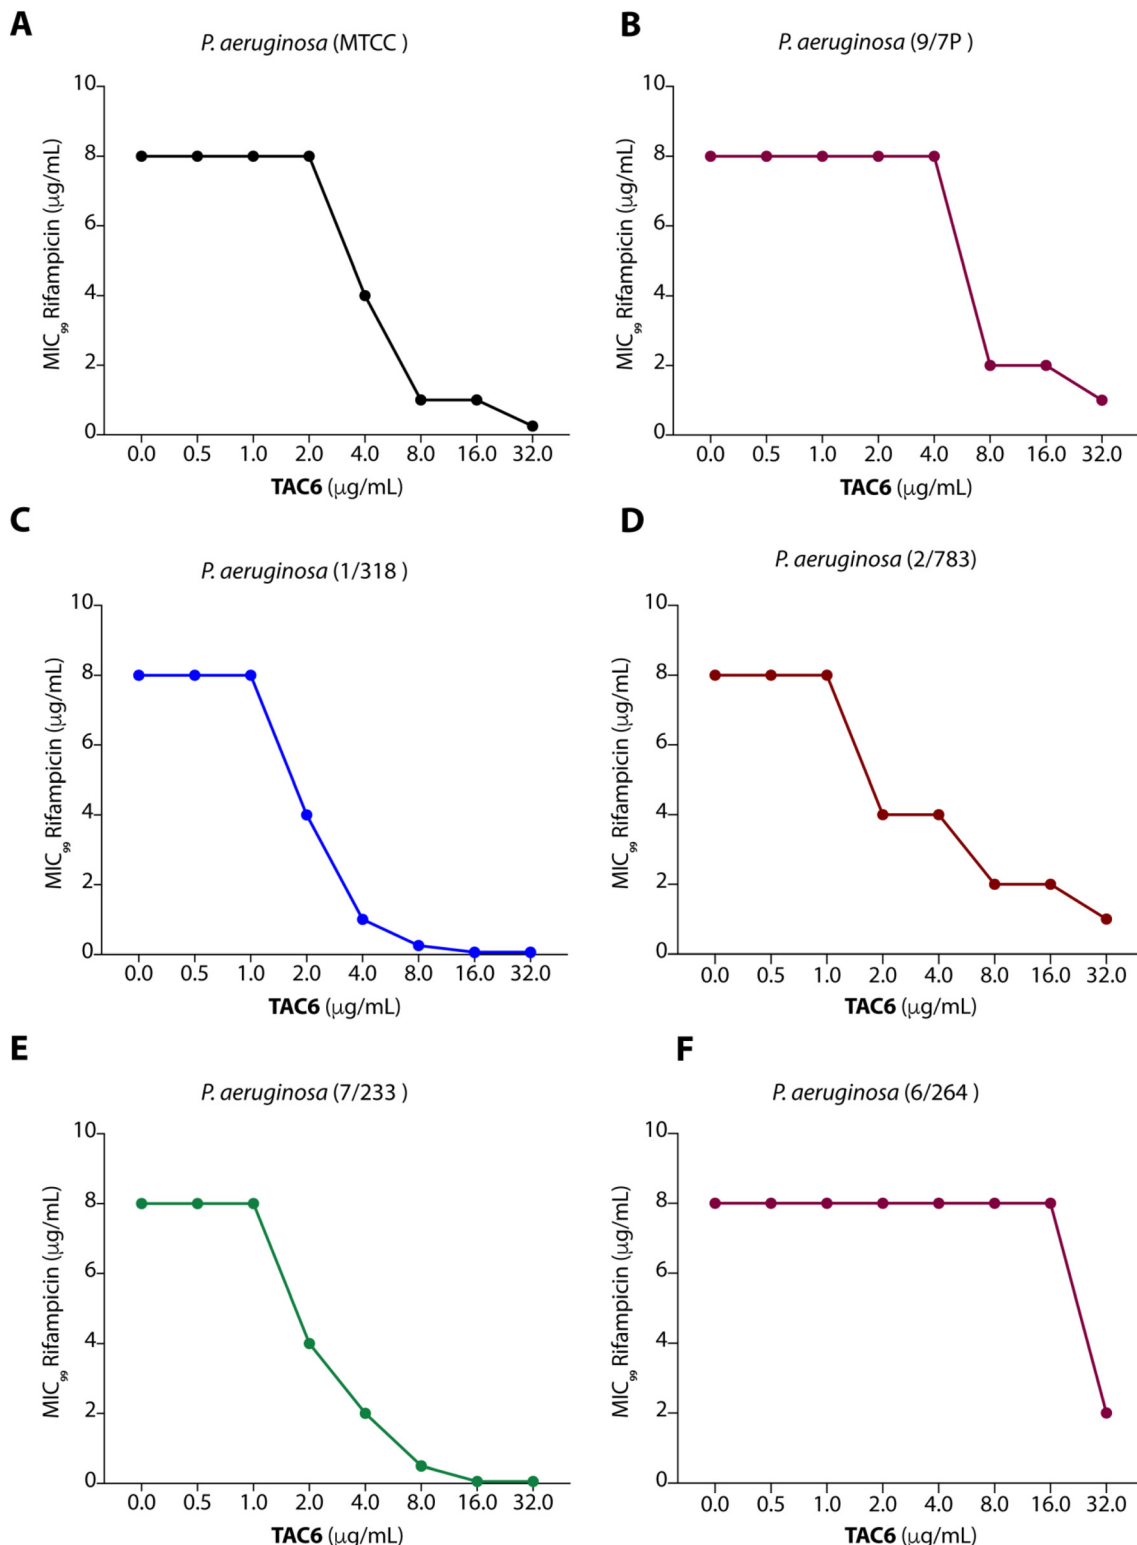 A
P. aeruginosa (MTCC )
10
8
6
4
2
0
MIC₉₉ Rifampicin (μg/mL)
0.0 0.5 1.0 2.0 4.0 8.0 16.0 32.0
TAC6 (μg/mL)
B
P. aeruginosa (9/7P )
10
8
6
4
2
0
MIC₉₉ Rifampicin (μg/mL)
0.0 0.5 1.0 2.0 4.0 8.0 16.0 32.0
TAC6 (μg/mL)
C
P. aeruginosa (1/318 )
10
8
6
4
2
0
MIC₉₉ Rifampicin (μg/mL)
0.0 0.5 1.0 2.0 4.0 8.0 16.0 32.0
TAC6 (μg/mL)
D
P. aeruginosa (2/783)
10
8
6
4
2
0
MIC₉₉ Rifampicin (μg/mL)
0.0 0.5 1.0 2.0 4.0 8.0 16.0 32.0
TAC6 (μg/mL)
E
P. aeruginosa (7/233 )
10
8
6
4
2
0
MIC₉₉ Rifampicin (μg/mL)
0.0 0.5 1.0 2.0 4.0 8.0 16.0 32.0
TAC6 (μg/mL)
F
P. aeruginosa (6/264 )
10
8
6
4
2
0
MIC₉₉ Rifampicin (μg/mL)
0.0 0.5 1.0 2.0 4.0 8.0 16.0 32.0
TAC6 (μg/mL)